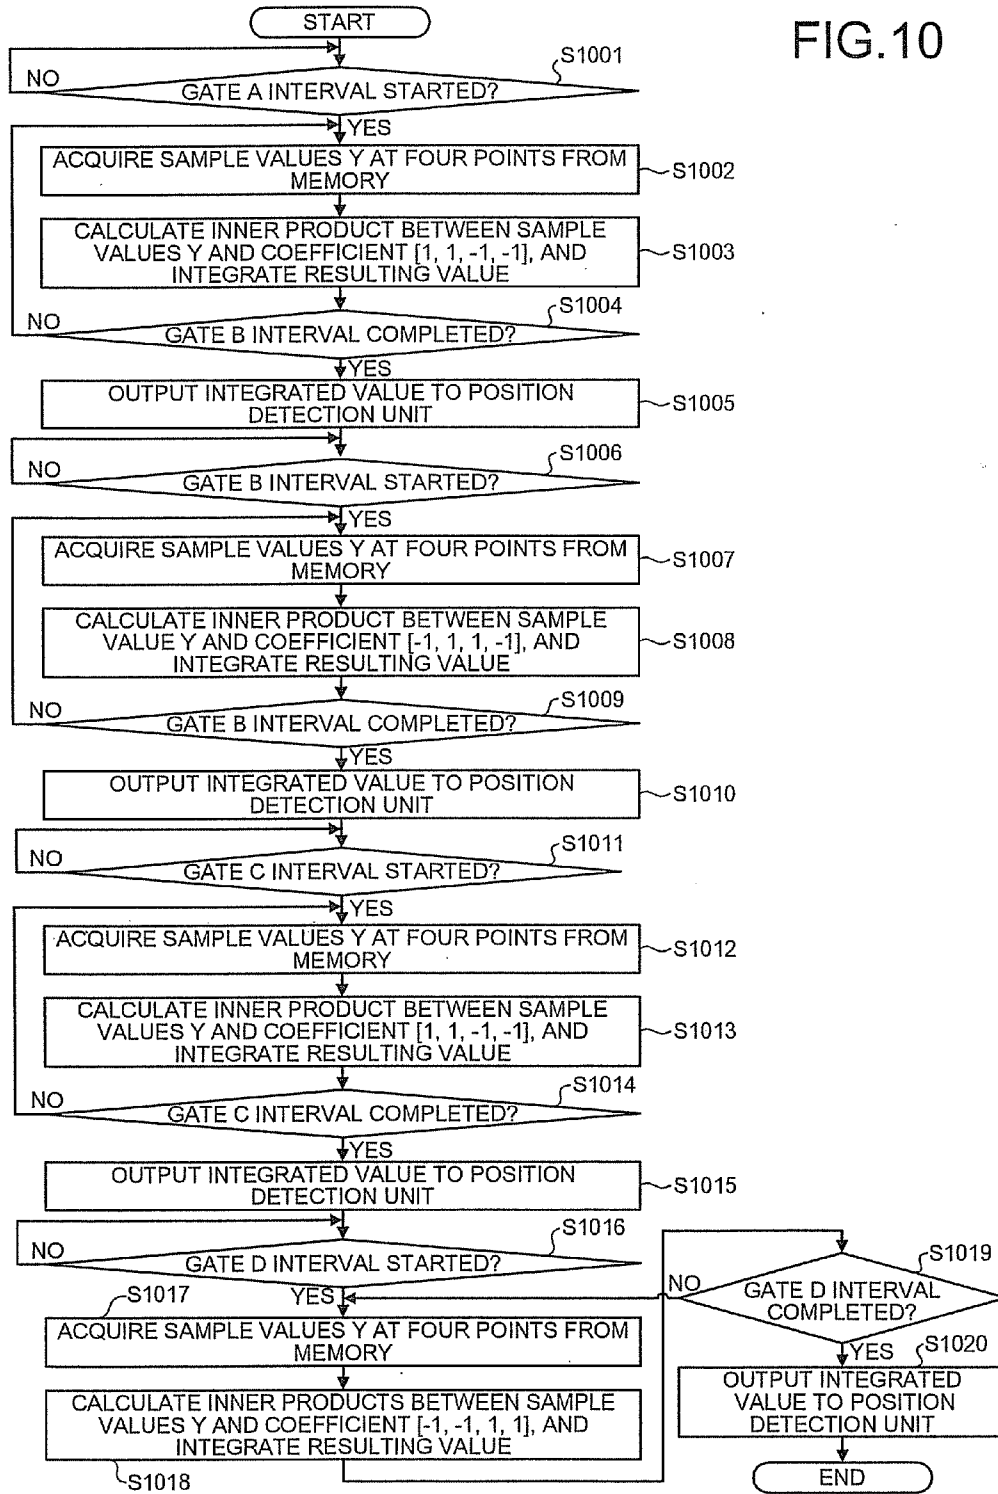 FIG.10
START
S1001
NO
GATE A INTERVAL STARTED?
YES
ACQUIRE SAMPLE VALUES Y AT FOUR POINTS FROM
MEMORY
S1002
CALCULATE INNER PRODUCT BETWEEN SAMPLE
VALUES Y AND COEFFICIENT [1, 1, -1, -1], AND
INTEGRATE RESULTING VALUE
S1003
S1004
NO
GATE B INTERVAL COMPLETED?
YES
OUTPUT INTEGRATED VALUE TO POSITION
DETECTION UNIT
S1005
S1006
NO
GATE B INTERVAL STARTED?
YES
ACQUIRE SAMPLE VALUES Y AT FOUR POINTS FROM
MEMORY
S1007
CALCULATE INNER PRODUCT BETWEEN SAMPLE
VALUE Y AND COEFFICIENT [-1, 1, 1, -1], AND
INTEGRATE RESULTING VALUE
S1008
S1009
NO
GATE B INTERVAL COMPLETED?
YES
OUTPUT INTEGRATED VALUE TO POSITION
DETECTION UNIT
S1010
S1011
NO
GATE C INTERVAL STARTED?
YES
ACQUIRE SAMPLE VALUES Y AT FOUR POINTS FROM
MEMORY
S1012
CALCULATE INNER PRODUCT BETWEEN SAMPLE
VALUES Y AND COEFFICIENT [1, 1, -1, -1], AND
INTEGRATE RESULTING VALUE
S1013
S1014
NO
GATE C INTERVAL COMPLETED?
YES
OUTPUT INTEGRATED VALUE TO POSITION
DETECTION UNIT
S1015
S1016
NO
GATE D INTERVAL STARTED?
YES
S1017
ACQUIRE SAMPLE VALUES Y AT FOUR POINTS FROM
MEMORY
CALCULATE INNER PRODUCTS BETWEEN SAMPLE
VALUES Y AND COEFFICIENT [-1, -1, 1, 1], AND
INTEGRATE RESULTING VALUE
S1018
S1019
NO
GATE D INTERVAL
COMPLETED?
YES
S1020
OUTPUT INTEGRATED
VALUE TO POSITION
DETECTION UNIT
END